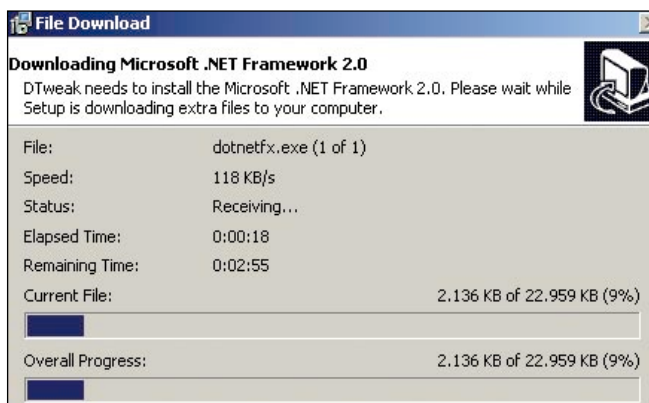 File Download
Downloading Microsoft .NET Framework 2.0
DTweak needs to install the Microsoft .NET Framework 2.0. Please wait while
Setup is downloading extra files to your computer.
File: dotnetfx.exe (1 of 1)
Speed: 118 KB/s
Status: Receiving...
Elapsed Time: 0:00:18
Remaining Time: 0:02:55
Current File: 2.136 KB of 22.959 KB (9%)
Overall Progress: 2.136 KB of 22.959 KB (9%)